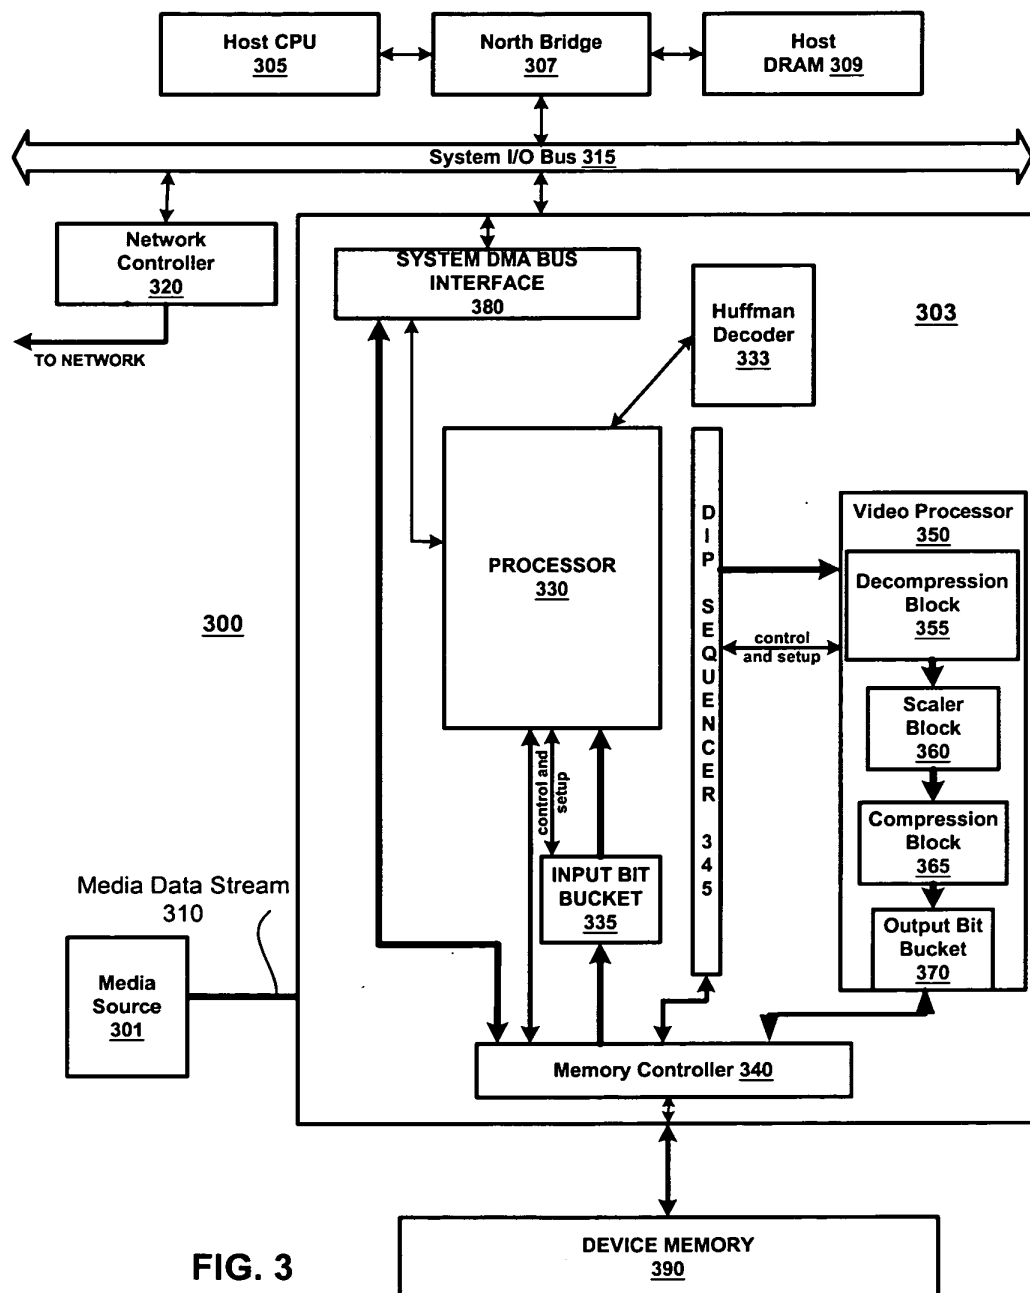 Host CPU
305
North Bridge
307
Host
DRAM 309
System I/O Bus 315
Network
Controller
320
TO NETWORK
SYSTEM DMA BUS
INTERFACE
380
Huffman
Decoder
333
303
PROCESSOR
330
DIP SEQUENCER 345
Video Processor
350
Decompression
Block
355
control
and setup
Scaler
Block
360
Compression
Block
365
Output Bit
Bucket
370
300
control and
setup
INPUT BIT
BUCKET
335
Media Data Stream
310
Media
Source
301
Memory Controller 340
DEVICE MEMORY
390
FIG. 3